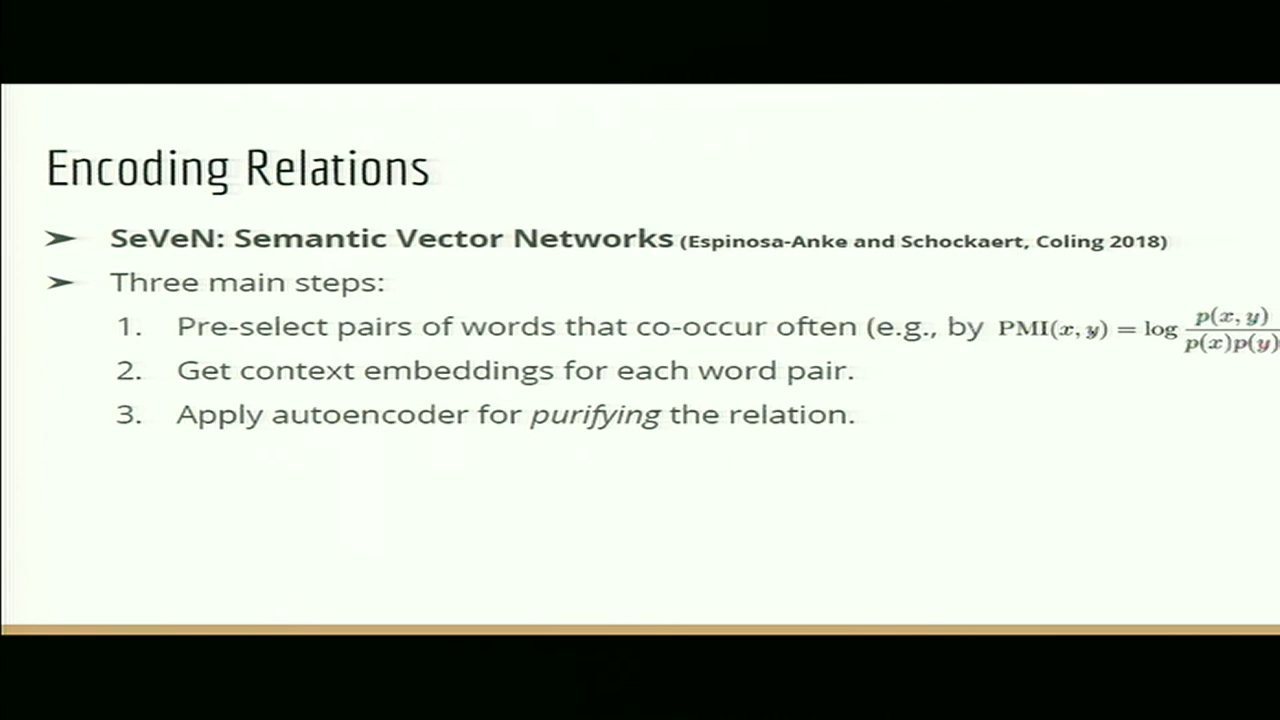 Encoding Relations
➤ SeVeN: Semantic Vector Networks (Espinosa-Anke and Schockaert, Coling 2018)
➤ Three main steps:
1. Pre-select pairs of words that co-occur often (e.g., by PMI(x, y) = log p(x, y) / p(x)p(y)
2. Get context embeddings for each word pair.
3. Apply autoencoder for purifying the relation.